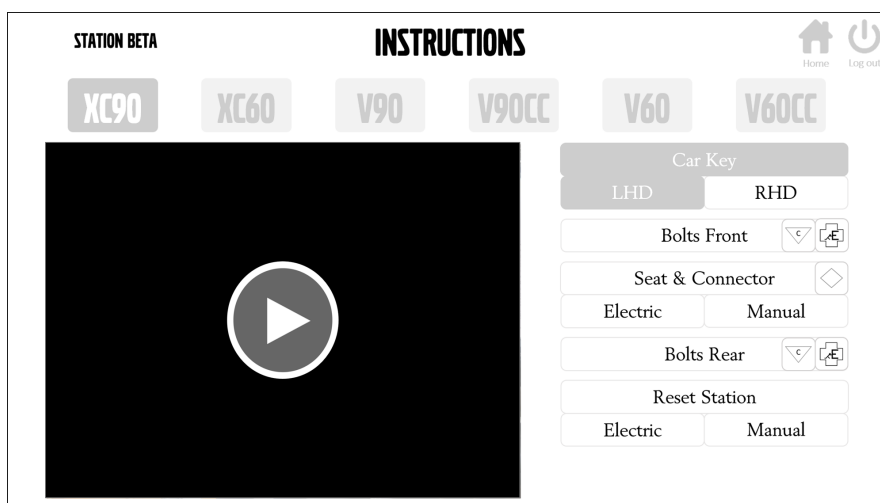 STATION BETA
INSTRUCTIONS
Home
Log out
XC90 XC60 V90 V90CC V60 V60CC
Car Key
LHD RHD
Bolts Front C E
Seat & Connector
Electric Manual
Bolts Rear C E
Reset Station
Electric Manual